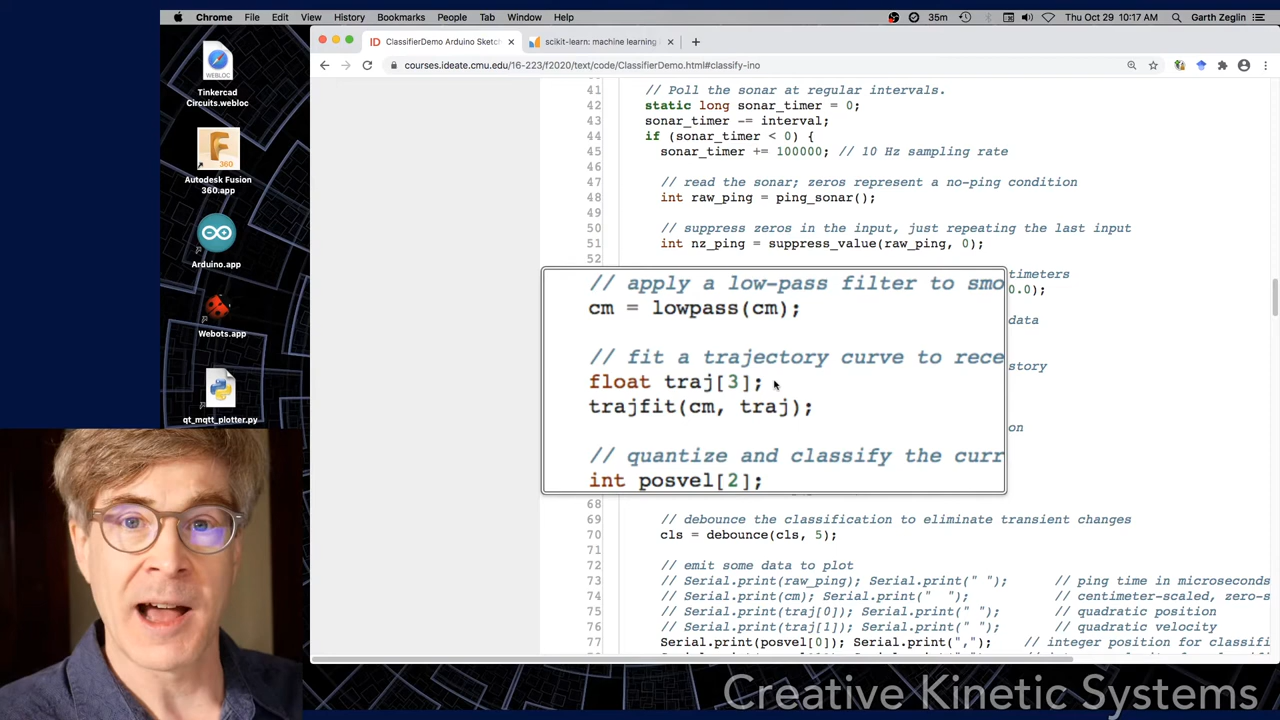 Chrome File Edit View History Bookmarks People Tab Window Help
35m Thu Oct 29 10:17 AM Garth Zeglin
ClassifierDemo Arduino Sketch
scikit-learn: machine learning
courses.ideate.cmu.edu/16-223/f2020/text/code/ClassifierDemo.html#classify-ino
WEBLOC
Tinkercad
Circuits.webloc
360
Autodesk Fusion
360.app
Arduino.app
Webots.app
qt_mqtt_plotter.py
41 // Poll the sonar at regular intervals.
42 static long sonar_timer = 0;
43 sonar_timer -= interval;
44 if (sonar_timer < 0) {
45 sonar_timer += 100000; // 10 Hz sampling rate
46
47 // read the sonar; zeros represent a no-ping condition
48 int raw_ping = ping_sonar();
49
50 // suppress zeros in the input, just repeating the last input
51 int nz_ping = suppress_value(raw_ping, 0);
52
timeters
0.0);
data
story
on
// apply a low-pass filter to smo
cm = lowpass(cm);
// fit a trajectory curve to rece
float traj[3];
trajfit(cm, traj);
// quantize and classify the curr
int posvel[2];
68
69 // debounce the classification to eliminate transient changes
70 cls = debounce(cls, 5);
71
72 // emit some data to plot
73 // Serial.print(raw_ping); Serial.print(" "); // ping time in microseconds
74 // Serial.print(cm); Serial.print(" "); // centimeter-scaled, zero-s
75 // Serial.print(traj[0]); Serial.print(" "); // quadratic position
76 // Serial.print(traj[1]); Serial.print(" "); // quadratic velocity
77 Serial.print(posvel[0]); Serial.print(","); // integer position for classifi
Creative Kinetic Systems